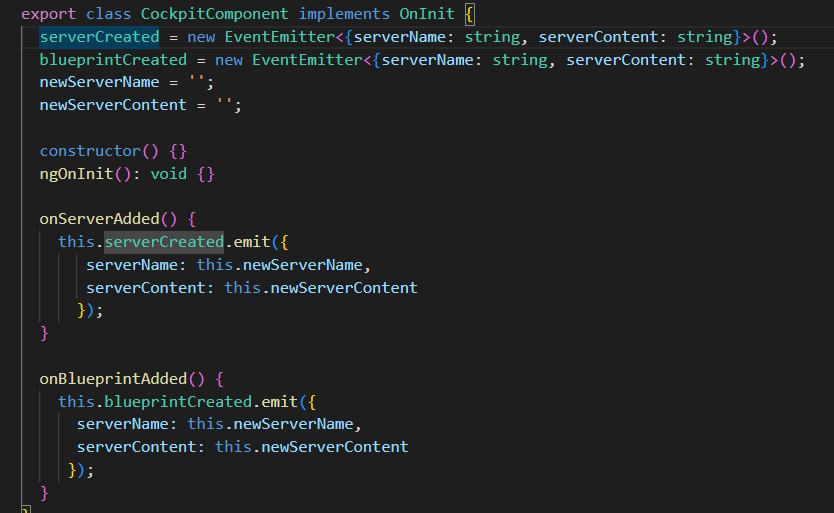 export class CockpitComponent implements OnInit {
serverCreated = new EventEmitter<{serverName: string, serverContent: string}>();
blueprintCreated = new EventEmitter<{serverName: string, serverContent: string}>();
newServerName = '';
newServerContent = '';
constructor() {}
ngOnInit(): void {}
onServerAdded() {
this.serverCreated.emit({
serverName: this.newServerName,
serverContent: this.newServerContent
});
}
onBlueprintAdded() {
this.blueprintCreated.emit({
serverName: this.newServerName,
serverContent: this.newServerContent
});
}
}